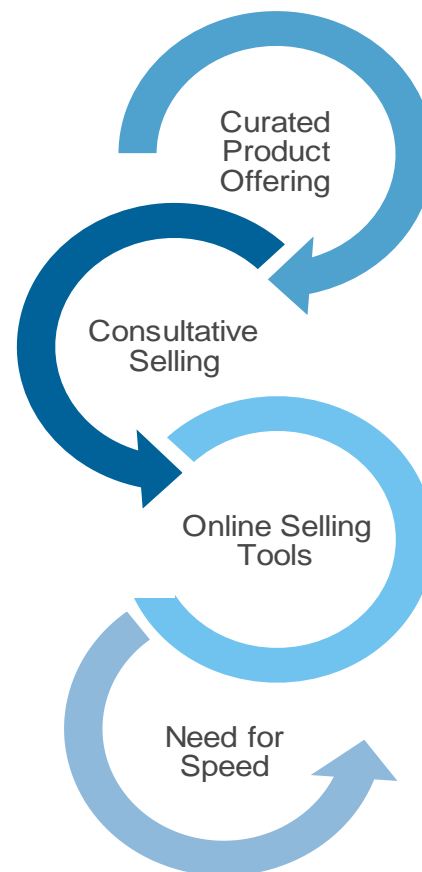 Curated
Product
Offering
Consultative
Selling
Online Selling
Tools
Need for
Speed